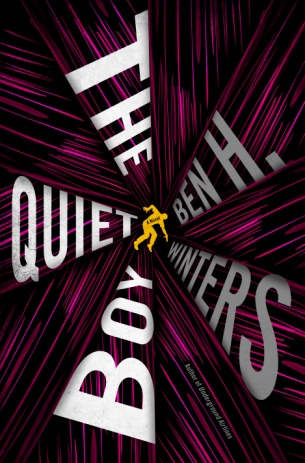 THE
QUIET
BOY
A Novel
BEN H.
WINTERS
Author of Underground Airlines